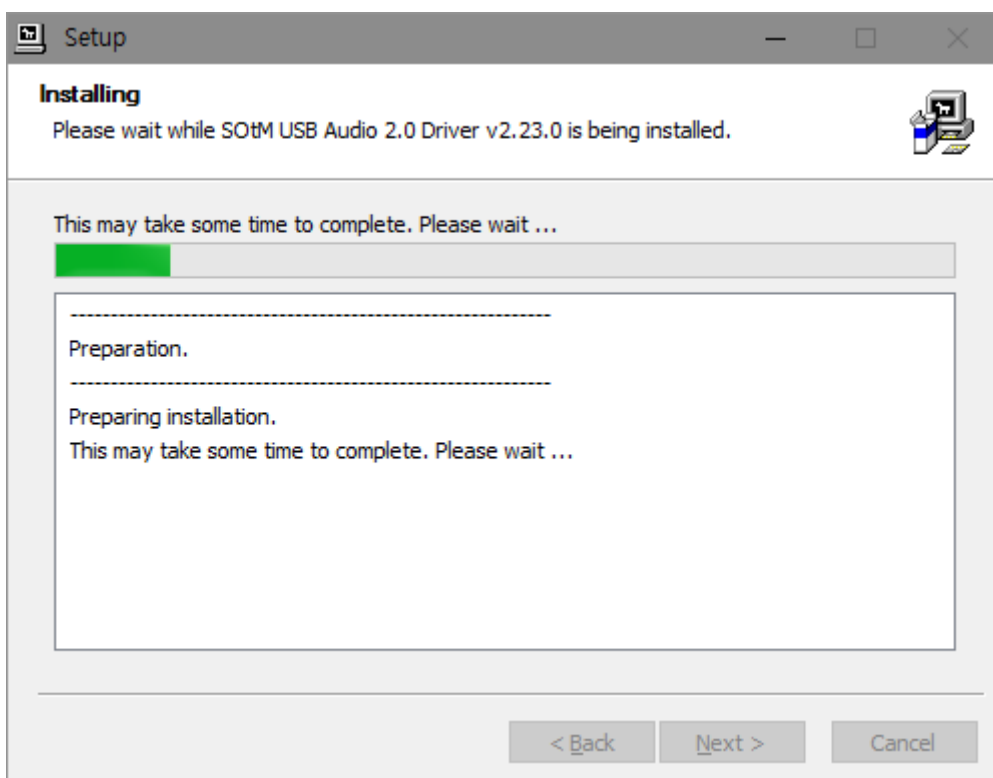 Setup
Installing
Please wait while SOtM USB Audio 2.0 Driver v2.23.0 is being installed.
This may take some time to complete. Please wait ...
------------------------------------------------------------
Preparation.
------------------------------------------------------------
Preparing installation.
This may take some time to complete. Please wait ...
< Back
Next >
Cancel